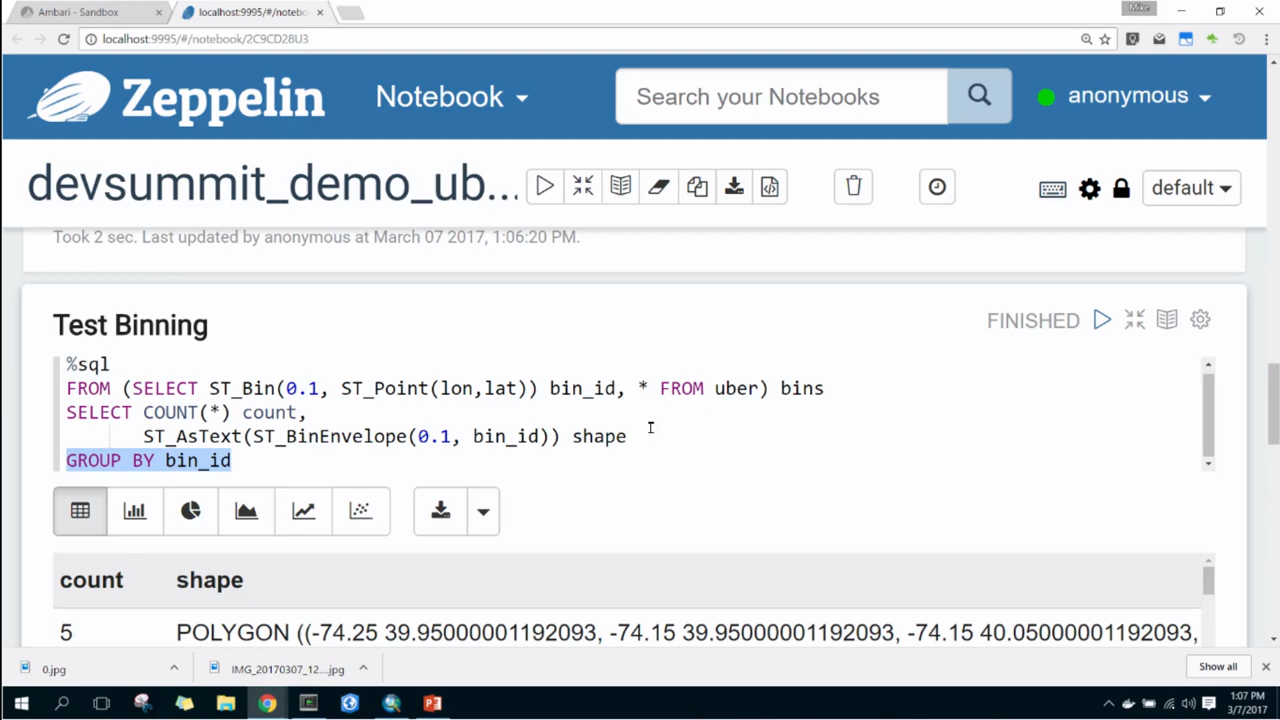 Ambari - Sandbox
localhost:9995/#/notebo
Mike
localhost:9995/#/notebook/2C9CD28U3
Zeppelin
Notebook
Search your Notebooks
anonymous
devsummit_demo_ub...
default
Took 2 sec. Last updated by anonymous at March 07 2017, 1:06:20 PM.
Test Binning
FINISHED
%sql
FROM (SELECT ST_Bin(0.1, ST_Point(lon,lat)) bin_id, * FROM uber) bins
SELECT COUNT(*) count,
ST_AsText(ST_BinEnvelope(0.1, bin_id)) shape
GROUP BY bin_id
count shape
5 POLYGON ((-74.25 39.95000001192093, -74.15 39.95000001192093, -74.15 40.05000001192093,
0.jpg
IMG_20170307_12....jpg
Show all
1:07 PM
3/7/2017